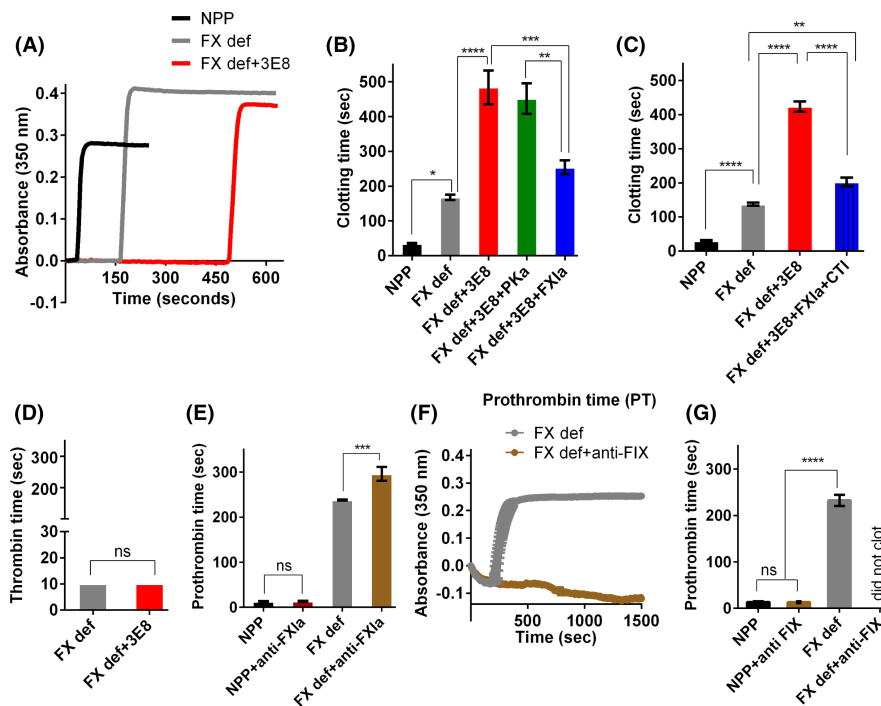 (A)
NPP
FX def
FX def+3E8
Absorbance (350 nm)
0.4
0.3
0.2
0.1
0.0
-0.1
150 300 450 600
Time (seconds)
(B)
Clotting time (sec)
500
400
300
200
100
0
*
****
***
**
NPP
FX def
FX def+3E8
FX def+3E8+PKa
FX def+3E8+FXIa
(C)
Clotting time (sec)
500
400
300
200
100
0
****
****
****
**
NPP
FX def
FX def+3E8
FX def+3E8+FXIa+CTI
(D)
Thrombin time (sec)
300
200
10
5
0
ns
FX def
FX def+3E8
(E)
Prothrombin time (sec)
300
200
100
0
ns
***
NPP
NPP+anti-FXIa
FX def
FX def+anti-FXIa
(F)
Prothrombin time (PT)
FX def
FX def+anti-FIX
Absorbance (350 nm)
0.3
0.2
0.1
0.0
-0.1
500 1000 1500
Time (sec)
(G)
Prothrombin time (sec)
300
200
100
0
ns
****
did not clot
NPP
NPP+anti FIX
FX def
FX def+anti-FIX